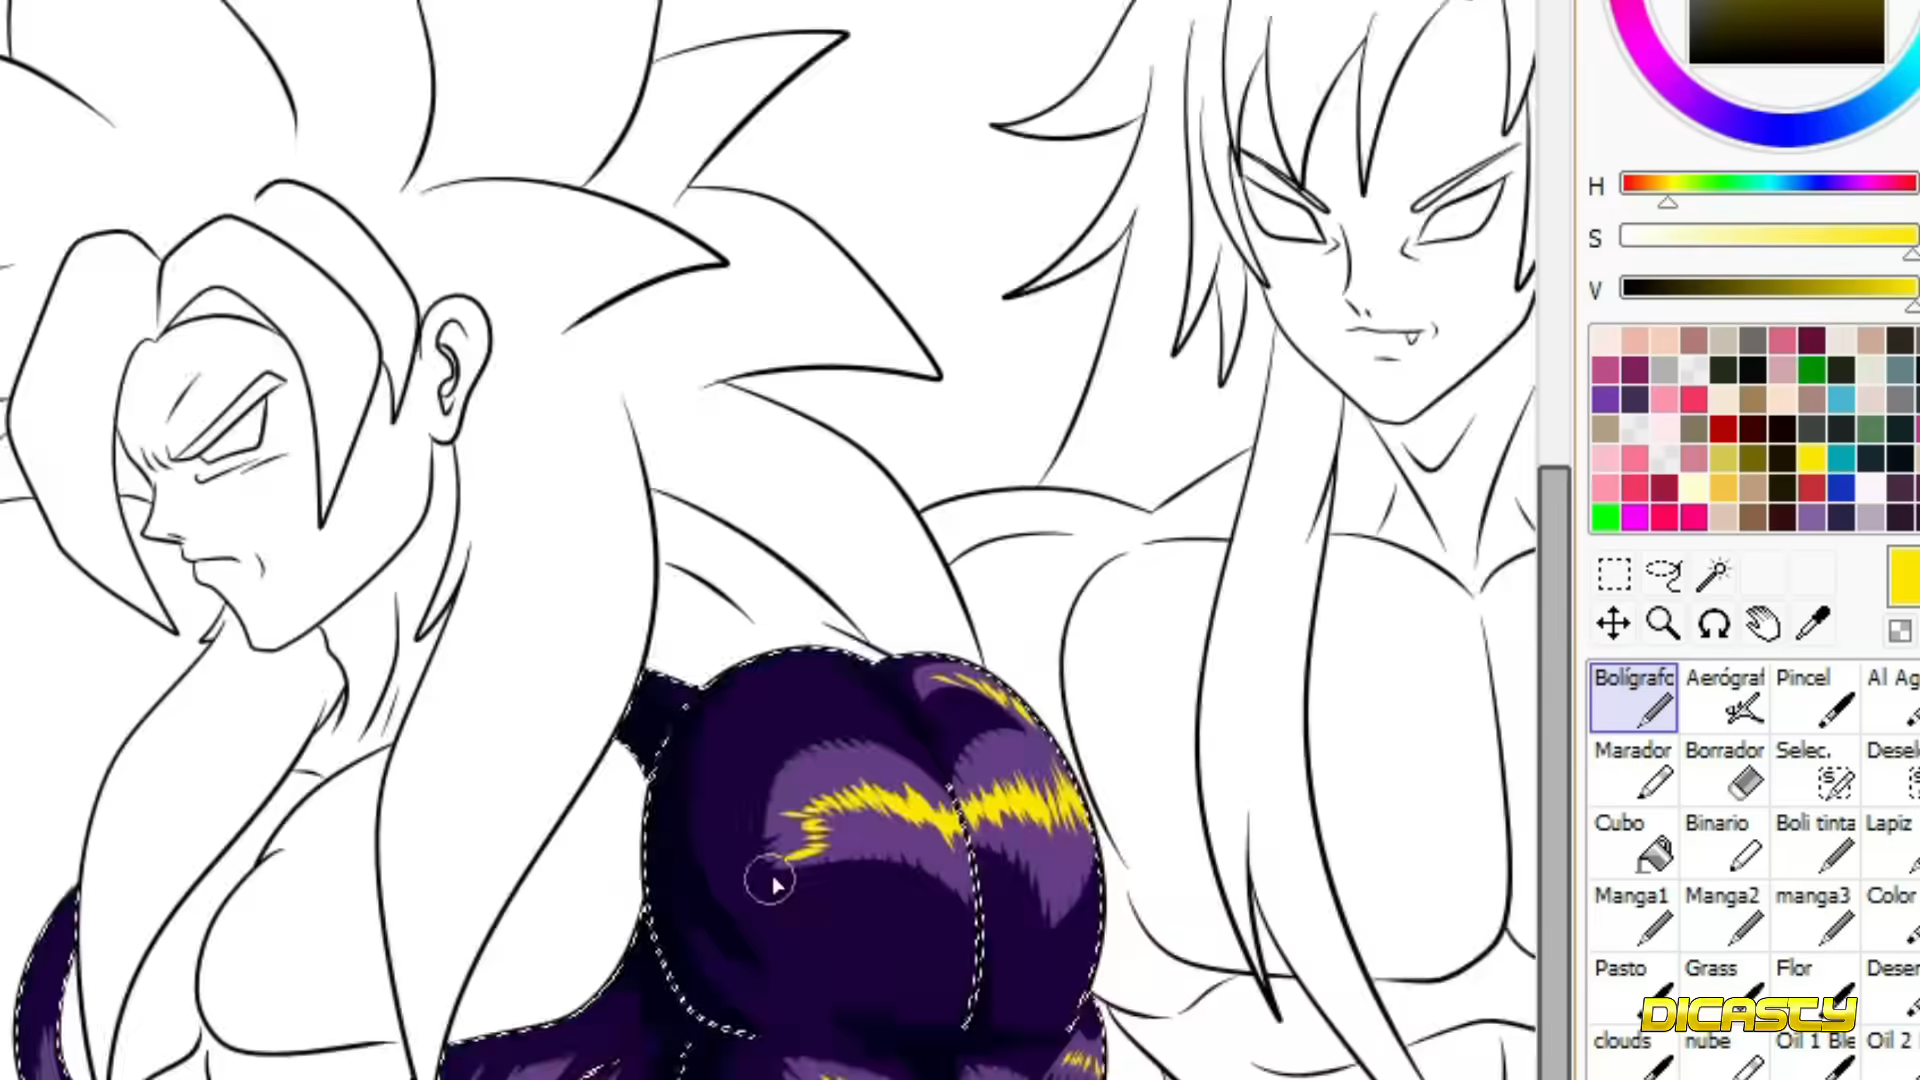 H
S
V
Bolígrafc Aerógraf Pincel Al Ag
Marador Borrador Selec. Desel
Cubo Binario Boli tinta Lapiz
Manga1 Manga2 manga3 Color
Pasto Grass Flor Deser
clouds nube Oil 1 Ble Oil 2
DICASTY